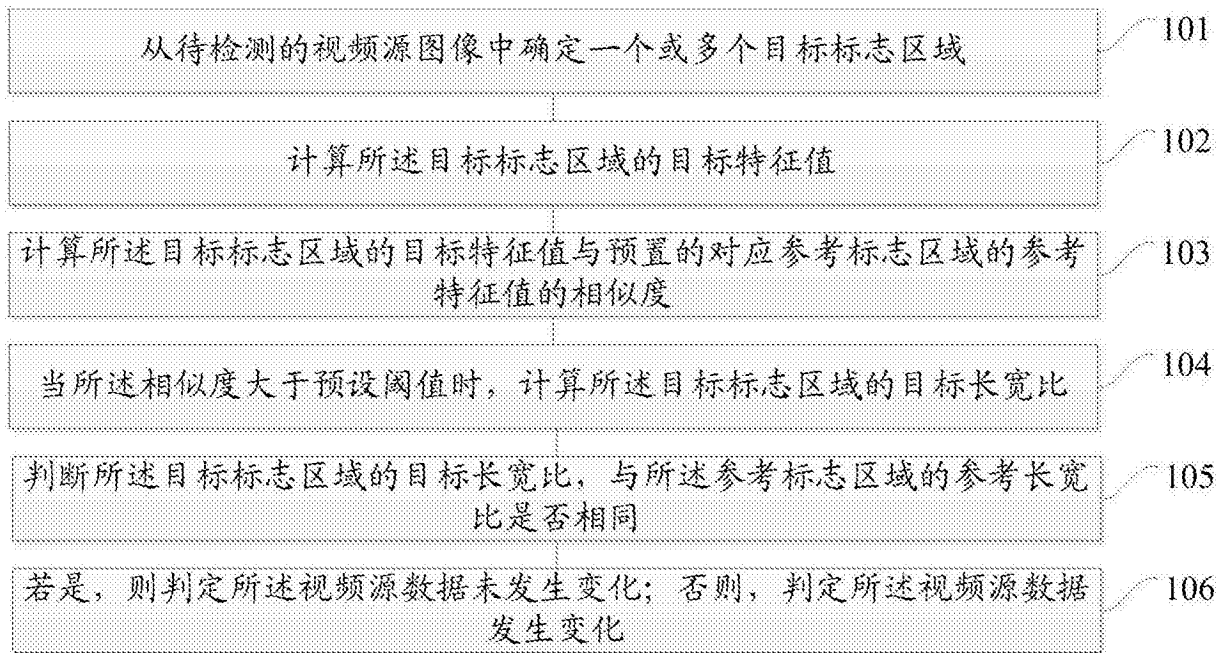 从待检测的视频源图像中确定一个或多个目标标志区域
101
计算所述目标标志区域的目标特征值
102
计算所述目标标志区域的目标特征值与预置的对应参考标志区域的参考
特征值的相似度
103
当所述相似度大于预设阈值时，计算所述目标标志区域的目标长宽比
104
判断所述目标标志区域的目标长宽比，与所述参考标志区域的参考长宽
比是否相同
105
若是，则判定所述视频源数据未发生变化；否则，判定所述视频源数据
发生变化
106